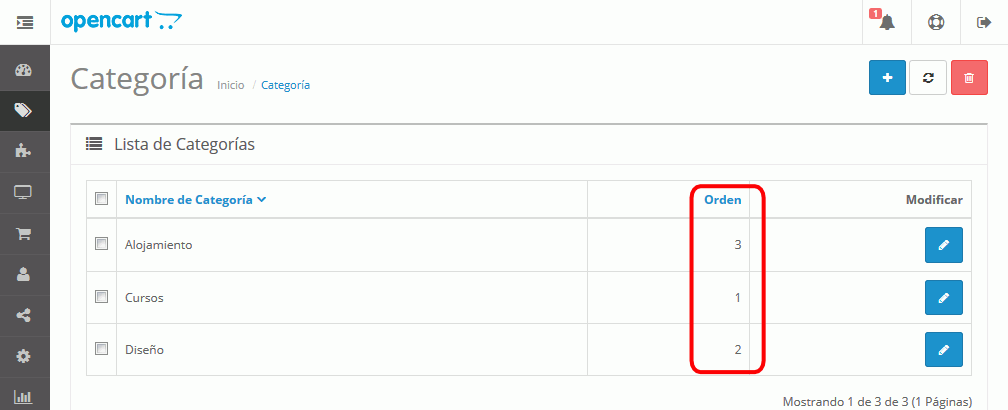 opencart
1
Categoría Inicio / Categoría
Lista de Categorías
Nombre de Categoría Orden Modificar
Alojamiento 3
Cursos 1
Diseño 2
Mostrando 1 de 3 de 3 (1 Páginas)